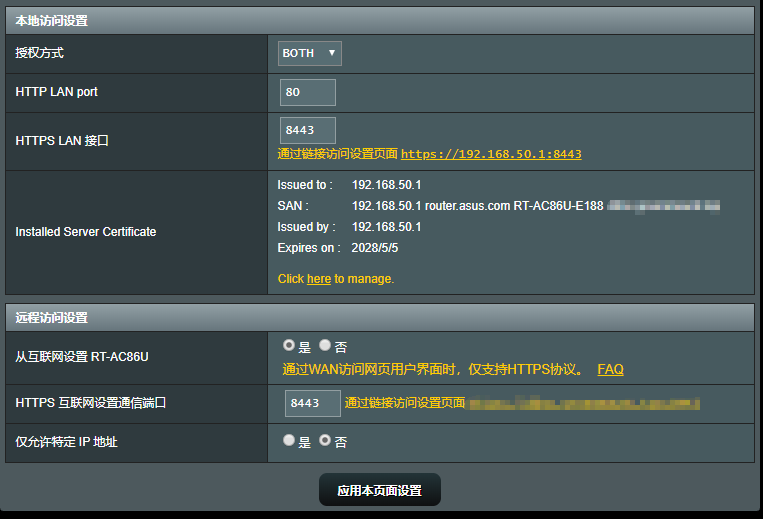 本地访问设置
授权方式 BOTH
HTTP LAN port 80
HTTPS LAN 接口 8443
通过链接访问设置页面 https://192.168.50.1:8443
Installed Server Certificate
Issued to : 192.168.50.1
SAN : 192.168.50.1 router.asus.com RT-AC86U-E188
Issued by : 192.168.50.1
Expires on : 2028/5/5
Click here to manage.
远程访问设置
从互联网设置 RT-AC86U 是 否
通过WAN访问网页用户界面时，仅支持HTTPS协议。 FAQ
HTTPS 互联网设置通信端口 8443 通过链接访问设置页面
仅允许特定 IP 地址 是 否
应用本页面设置